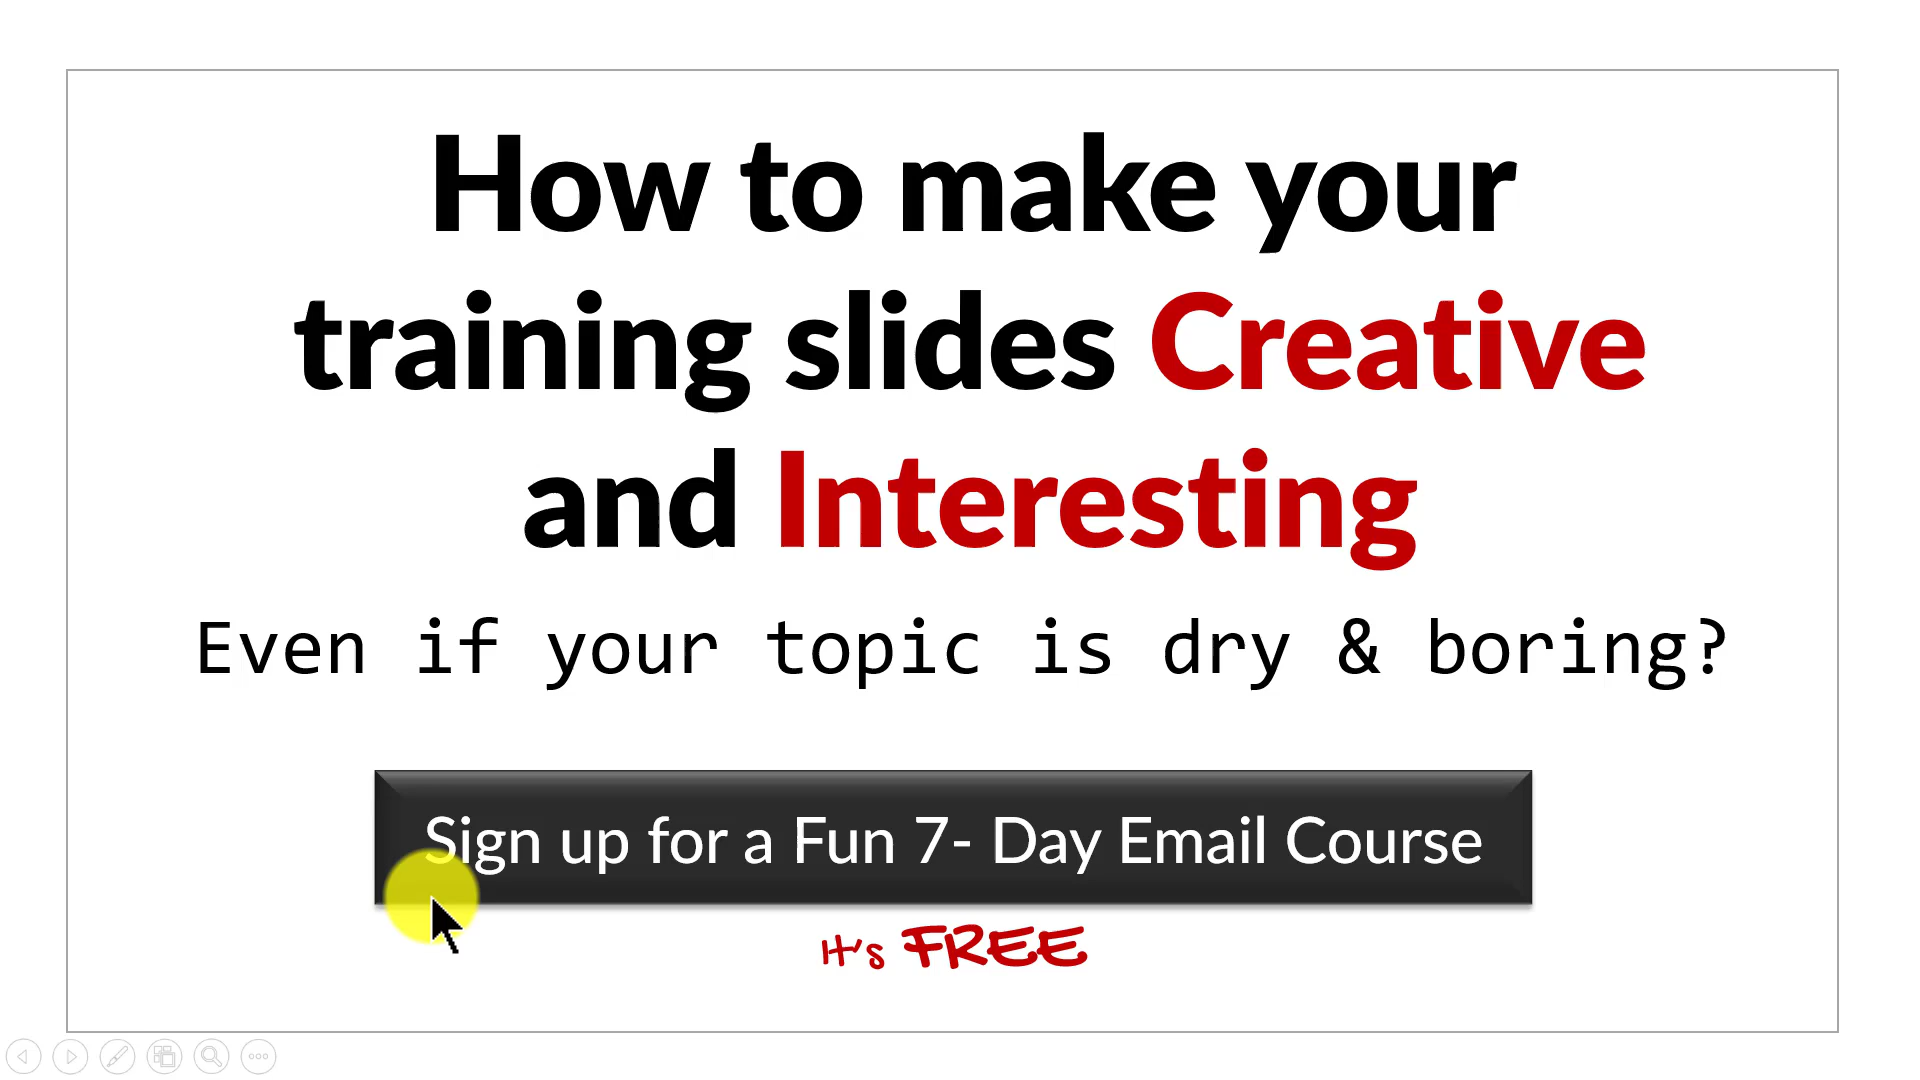 How to make your
training slides Creative
and Interesting
Even if your topic is dry & boring?
Sign up for a Fun 7- Day Email Course
It's FREE